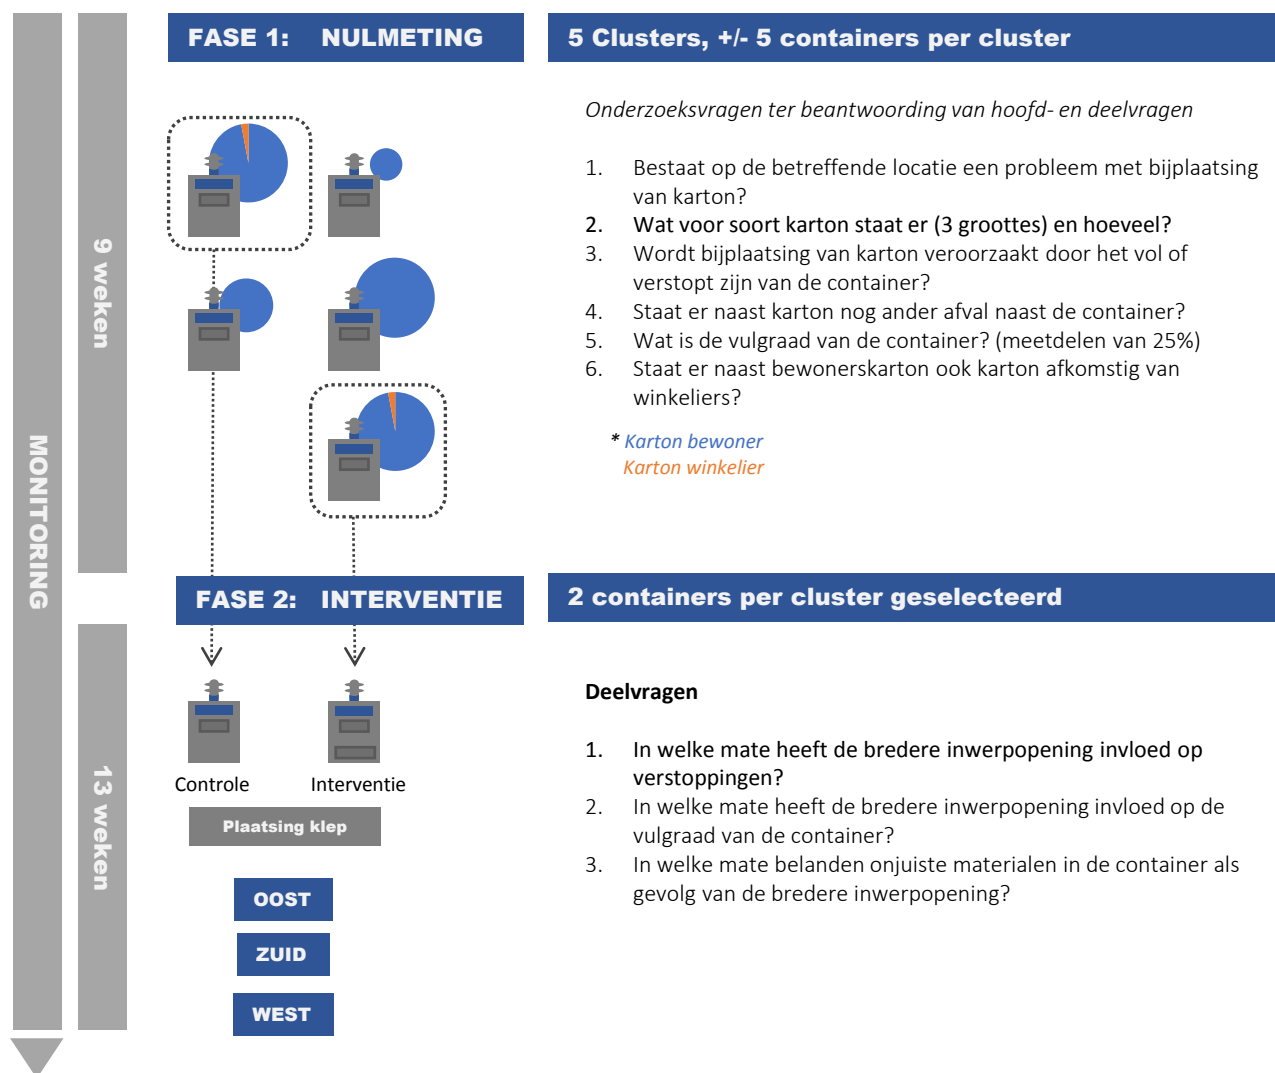 MONITORING
9 weken
13 weken
FASE 1: NULMETING
5 Clusters, +/- 5 containers per cluster
Onderzoeksvragen ter beantwoording van hoofd- en deelvragen
1. Bestaat op de betreffende locatie een probleem met bijplaatsing
van karton?
2. Wat voor soort karton staat er (3 groottes) en hoeveel?
3. Wordt bijplaatsing van karton veroorzaakt door het vol of
verstopt zijn van de container?
4. Staat er naast karton nog ander afval naast de container?
5. Wat is de vulgraad van de container? (meetdelen van 25%)
6. Staat er naast bewonerskarton ook karton afkomstig van
winkeliers?
* Karton bewoner
Karton winkelier
FASE 2: INTERVENTIE
2 containers per cluster geselecteerd
Controle
Interventie
Plaatsing klep
OOST
ZUID
WEST
Deelvragen
1. In welke mate heeft de bredere inwerpopening invloed op
verstoppingen?
2. In welke mate heeft de bredere inwerpopening invloed op de
vulgraad van de container?
3. In welke mate belanden onjuiste materialen in de container als
gevolg van de bredere inwerpopening?